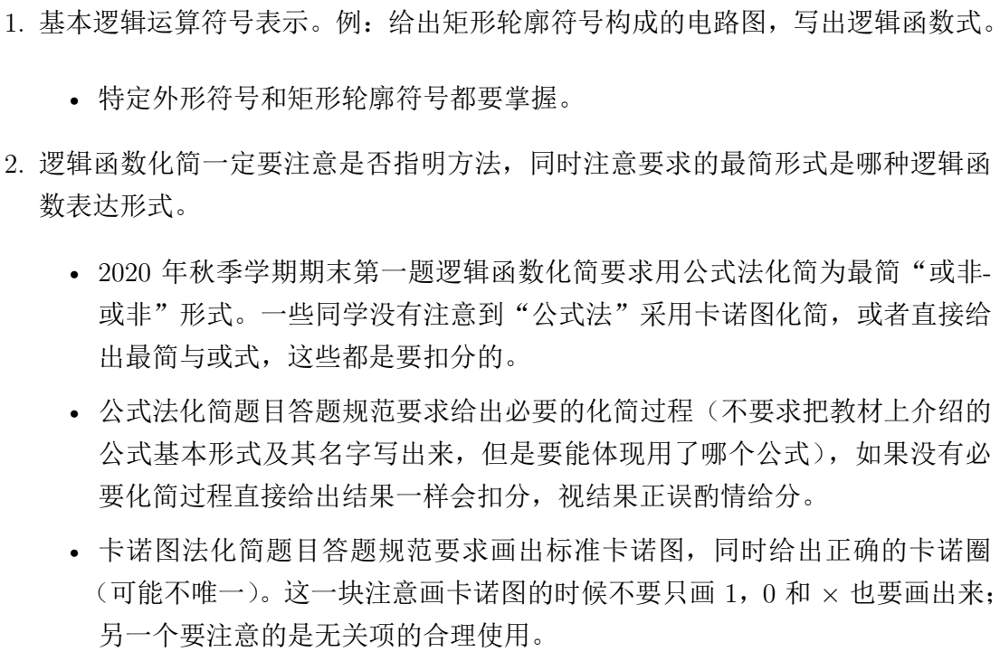 1. 基本逻辑运算符号表示。例：给出矩形轮廓符号构成的电路图，写出逻辑函数式。
• 特定外形符号和矩形轮廓符号都要掌握。
2. 逻辑函数化简一定要注意是否指明方法，同时注意要求的最简形式是哪种逻辑函
数表达形式。
• 2020 年秋季学期期末第一题逻辑函数化简要求用公式法化简为最简“或非-
或非”形式。一些同学没有注意到“公式法”采用卡诺图化简，或者直接给
出最简与或式，这些都是要扣分的。
• 公式法化简题目答题规范要求给出必要的化简过程（不要求把教材上介绍的
公式基本形式及其名字写出来，但是要能体现用了哪个公式），如果没有必
要化简过程直接给出结果一样会扣分，视结果正误酌情给分。
• 卡诺图法化简题目答题规范要求画出标准卡诺图，同时给出正确的卡诺圈
（可能不唯一）。这一块注意画卡诺图的时候不要只画 1，0 和 × 也要画出来；
另一个要注意的是无关项的合理使用。